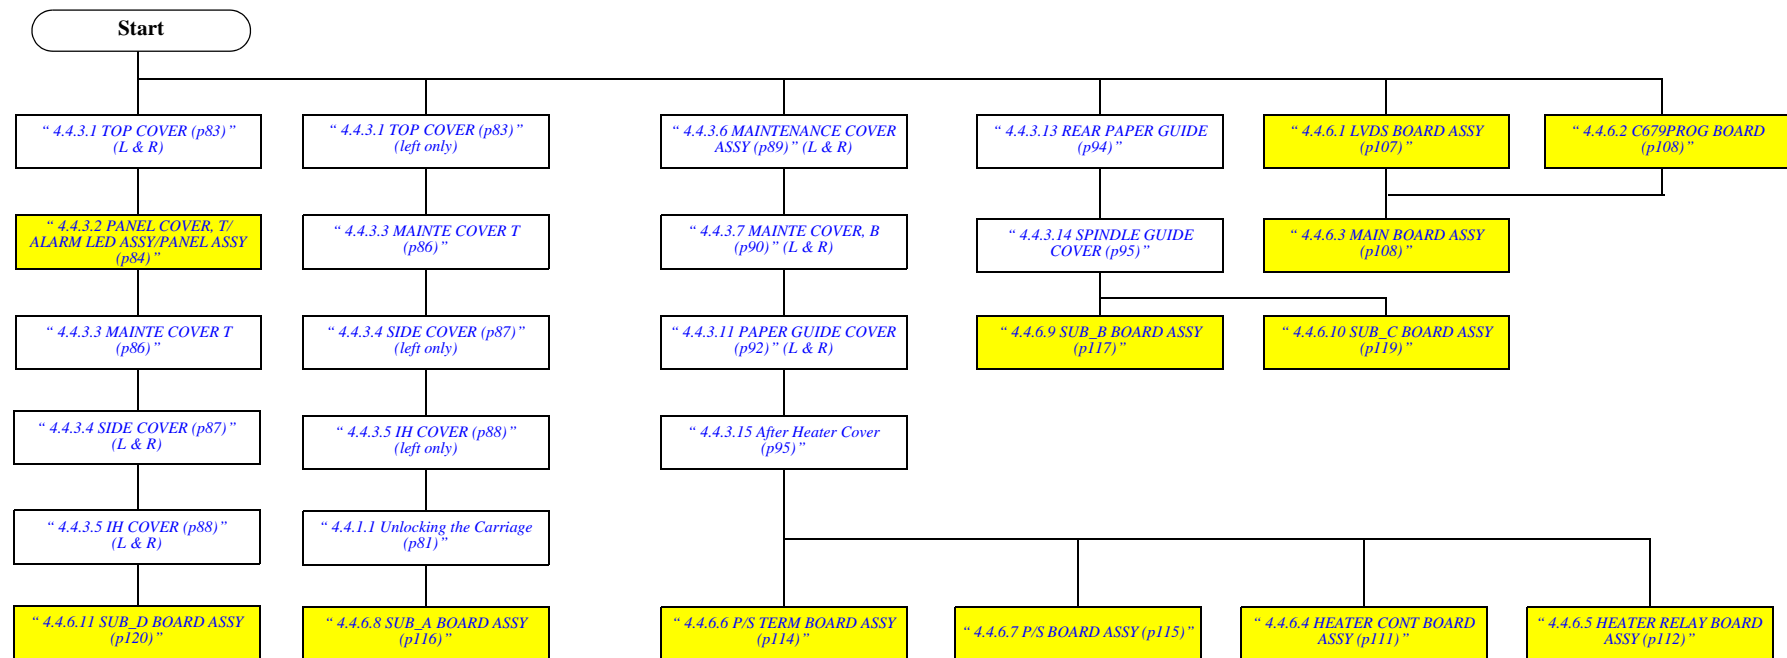 Start
“ 4.4.3.1 TOP COVER (p83)”
(L & R)
“ 4.4.3.1 TOP COVER (p83)”
(left only)
“ 4.4.3.6 MAINTENANCE COVER
ASSY (p89)” (L & R)
“ 4.4.3.13 REAR PAPER GUIDE
(p94)”
“ 4.4.6.1 LVDS BOARD ASSY
(p107)”
“ 4.4.6.2 C679PROG BOARD
(p108)”
“ 4.4.3.2 PANEL COVER, T/
ALARM LED ASSY/PANEL ASSY
(p84)”
“ 4.4.3.3 MAINTE COVER T
(p86)”
“ 4.4.3.7 MAINTE COVER, B
(p90)” (L & R)
“ 4.4.3.14 SPINDLE GUIDE
COVER (p95)”
“ 4.4.6.3 MAIN BOARD ASSY
(p108)”
“ 4.4.3.3 MAINTE COVER T
(p86)”
“ 4.4.3.4 SIDE COVER (p87)”
(left only)
“ 4.4.3.11 PAPER GUIDE COVER
(p92)” (L & R)
“ 4.4.6.9 SUB_B BOARD ASSY
(p117)”
“ 4.4.6.10 SUB_C BOARD ASSY
(p119)”
“ 4.4.3.4 SIDE COVER (p87)”
(L & R)
“ 4.4.3.5 IH COVER (p88)”
(left only)
“ 4.4.3.15 After Heater Cover
(p95)”
“ 4.4.3.5 IH COVER (p88)”
(L & R)
“ 4.4.1.1 Unlocking the Carriage
(p81)”
“ 4.4.6.11 SUB_D BOARD ASSY
(p120)”
“ 4.4.6.8 SUB_A BOARD ASSY
(p116)”
“ 4.4.6.6 P/S TERM BOARD ASSY
(p114)”
“ 4.4.6.7 P/S BOARD ASSY (p115)”
“ 4.4.6.4 HEATER CONT BOARD
ASSY (p111)”
“ 4.4.6.5 HEATER RELAY BOARD
ASSY (p112)”